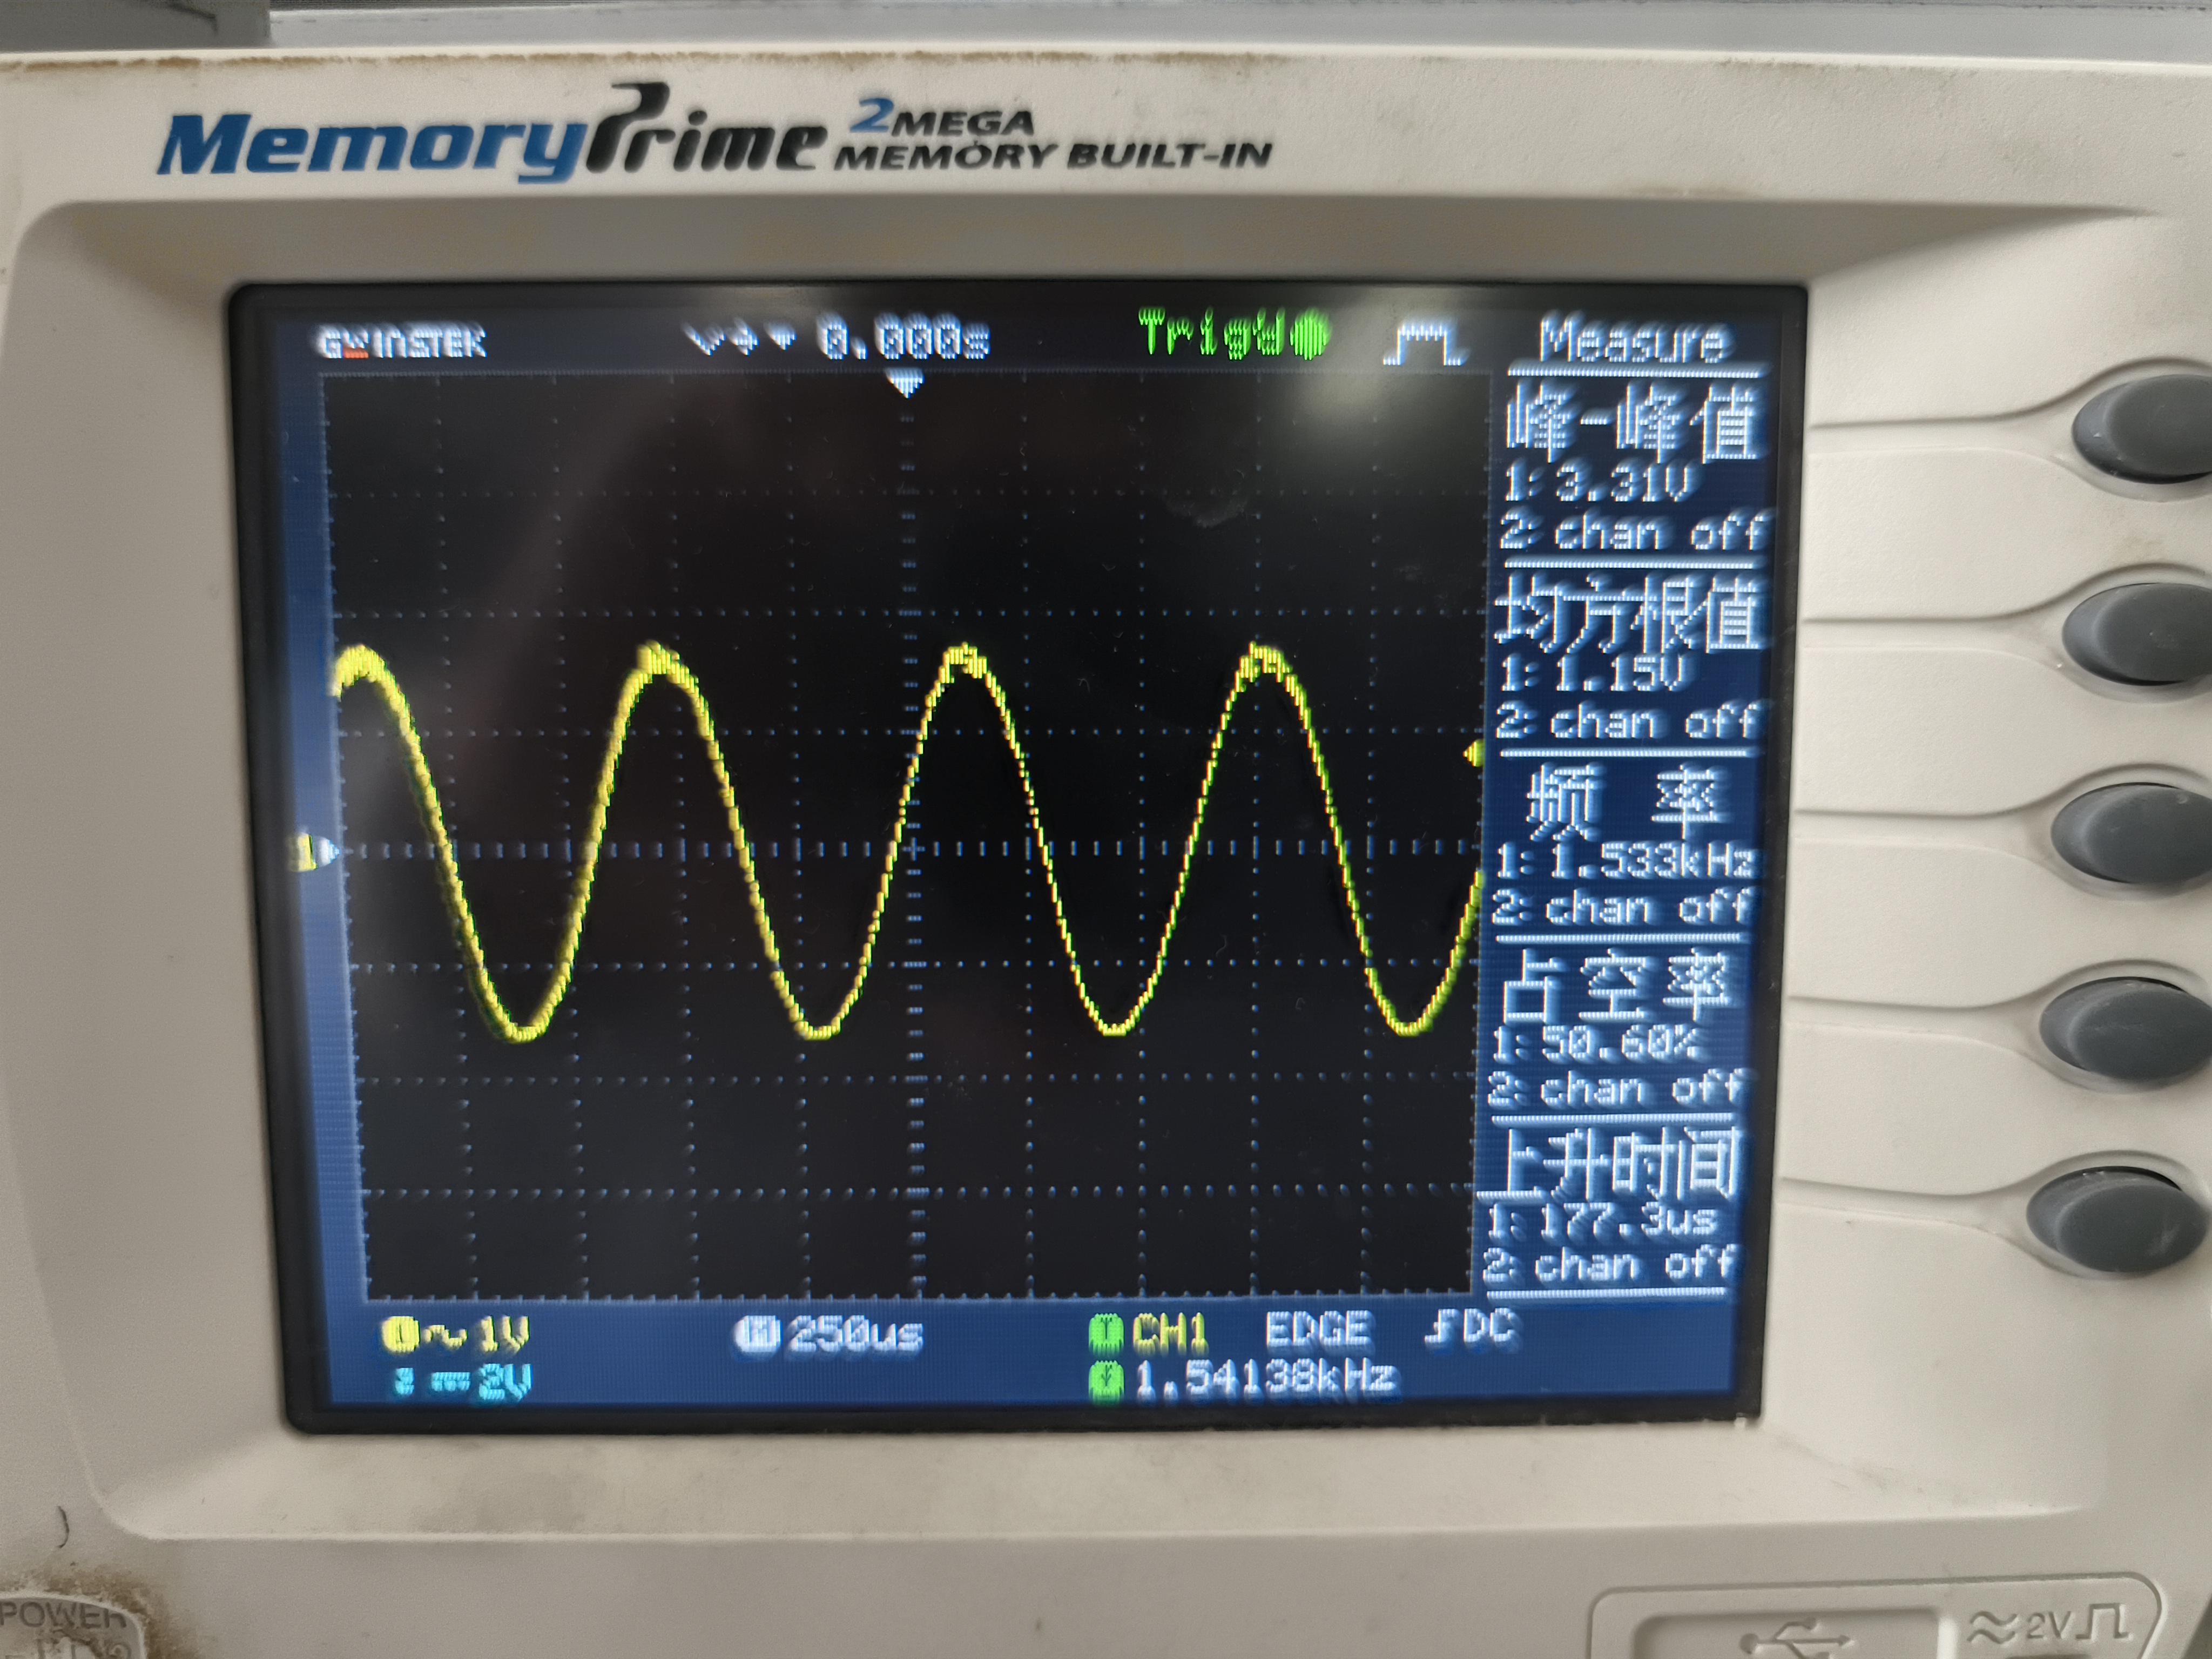 MemoryPrime 2MEGA MEMORY BUILT-IN
GWINSTEK 0.000s Trig'd Measure
峰-峰值
1: 3.31V
2: chan off
均方根值
1: 1.15V
2: chan off
频 率
1: 1.533kHz
2: chan off
占空率
1: 50.60%
2: chan off
上升时间
1: 177.3us
2: chan off
1
1 ~ 1V M 250us T CH1 EDGE DC
2V 1.54138kHz
POWER
2V